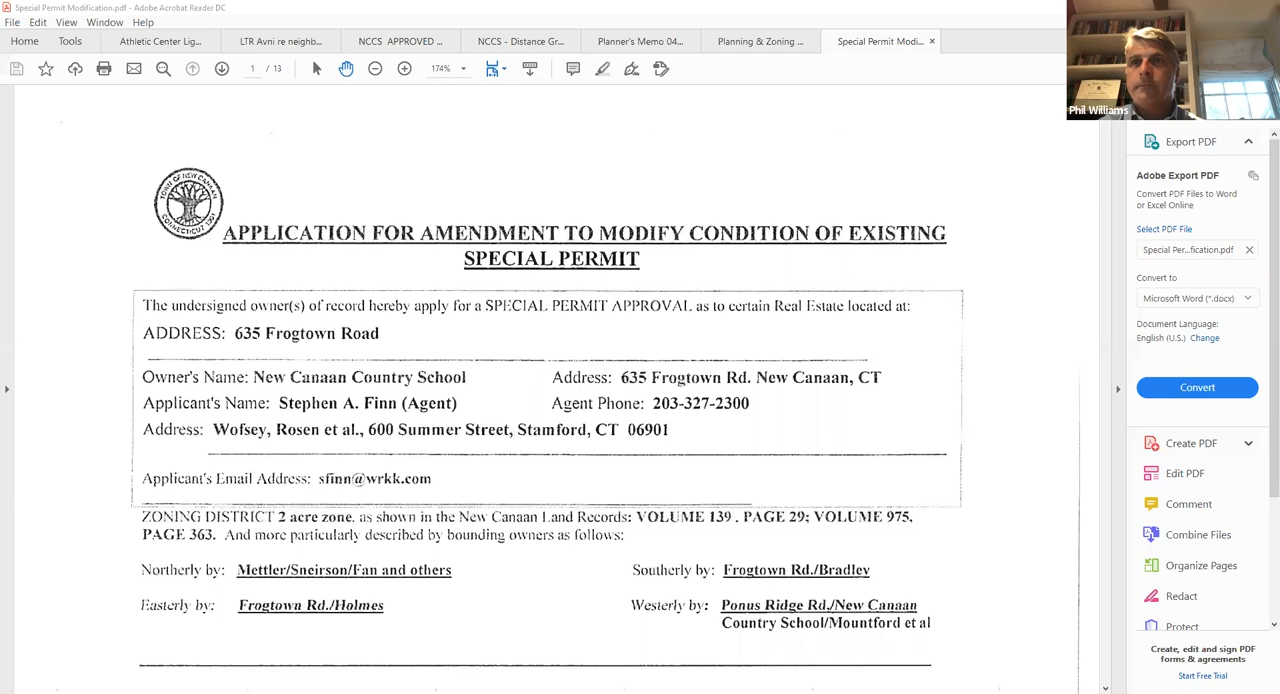 Special Permit Modification.pdf - Adobe Acrobat Reader DC
File Edit View Window Help
Home Tools Athletic Center Lig... LTR Avni re neighb... NCCS APPROVED ... NCCS - Distance Gr... Planner's Memo 04... Planning & Zoning ... Special Permit Modi... ×
1 / 13 174%
Phil Williams
TOWN OF NEW CANAAN
CONNECTICUT 1801
APPLICATION FOR AMENDMENT TO MODIFY CONDITION OF EXISTING
SPECIAL PERMIT
The undersigned owner(s) of record hereby apply for a SPECIAL PERMIT APPROVAL as to certain Real Estate located at:
ADDRESS: 635 Frogtown Road
Owner's Name: New Canaan Country School Address: 635 Frogtown Rd. New Canaan, CT
Applicant's Name: Stephen A. Finn (Agent) Agent Phone: 203-327-2300
Address: Wofsey, Rosen et al., 600 Summer Street, Stamford, CT 06901
Applicant's Email Address: sfinn@wrkk.com
ZONING DISTRICT 2 acre zone, as shown in the New Canaan Land Records: VOLUME 139 . PAGE 29; VOLUME 975,
PAGE 363. And more particularly described by bounding owners as follows:
Northerly by: Mettler/Sneirson/Fan and others Southerly by: Frogtown Rd./Bradley
Easterly by: Frogtown Rd./Holmes Westerly by: Ponus Ridge Rd./New Canaan
Country School/Mountford et al
Export PDF
Adobe Export PDF
Convert PDF Files to Word
or Excel Online
Select PDF File
Special Per...fication.pdf
Convert to
Microsoft Word (*.docx)
Document Language:
English (U.S.) Change
Convert
Create PDF
Edit PDF
Comment
Combine Files
Organize Pages
Redact
Protect
Create, edit and sign PDF
forms & agreements
Start Free Trial